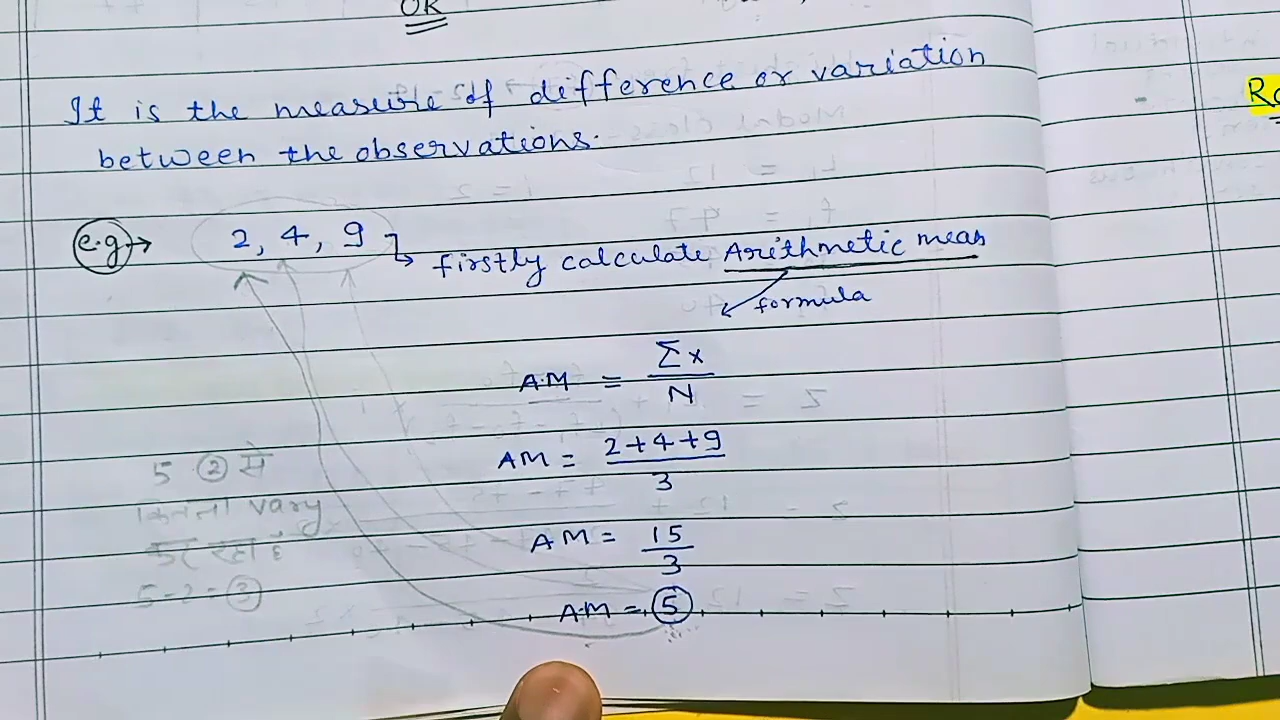 OR
It is the measure of difference or variation
between the observations.
e.g → 2, 4, 9 firstly calculate Arithmetic mean
formula
A.M = Σx / N
AM = 2+4+9 / 3
AM = 15 / 3
AM = 5
5 ② से
कितना vary
कर रहा है
5-2=③